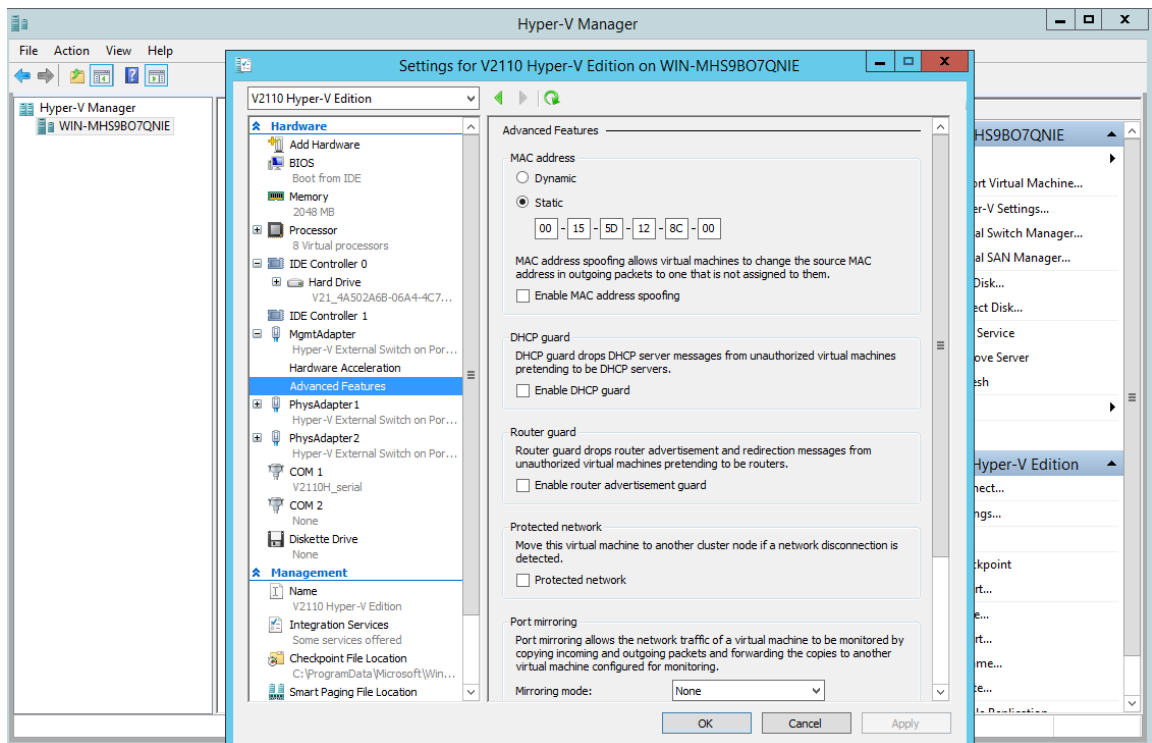 Hyper-V Manager
File Action View Help
Hyper-V Manager
WIN-MHS9BO7QNIE
Settings for V2110 Hyper-V Edition on WIN-MHS9BO7QNIE
V2110 Hyper-V Edition
Hardware
Add Hardware
BIOS
Boot from IDE
Memory
2048 MB
Processor
8 Virtual processors
IDE Controller 0
Hard Drive
V21_4A502A6B-06A4-4C7...
IDE Controller 1
MgmtAdapter
Hyper-V External Switch on Por...
Hardware Acceleration
Advanced Features
PhysAdapter1
Hyper-V External Switch on Por...
PhysAdapter2
Hyper-V External Switch on Por...
COM 1
V2110H_serial
COM 2
None
Diskette Drive
None
Management
Name
V2110 Hyper-V Edition
Integration Services
Some services offered
Checkpoint File Location
C:\ProgramData\Microsoft\Win...
Smart Paging File Location
Advanced Features
MAC address
Dynamic
Static
00 - 15 - 5D - 12 - 8C - 00
MAC address spoofing allows virtual machines to change the source MAC
address in outgoing packets to one that is not assigned to them.
Enable MAC address spoofing
DHCP guard
DHCP guard drops DHCP server messages from unauthorized virtual machines
pretending to be DHCP servers.
Enable DHCP guard
Router guard
Router guard drops router advertisement and redirection messages from
unauthorized virtual machines pretending to be routers.
Enable router advertisement guard
Protected network
Move this virtual machine to another cluster node if a network disconnection is
detected.
Protected network
Port mirroring
Port mirroring allows the network traffic of a virtual machine to be monitored by
copying incoming and outgoing packets and forwarding the copies to another
virtual machine configured for monitoring.
Mirroring mode: None
OK Cancel Apply
HS9BO7QNIE
ort Virtual Machine...
er-V Settings...
al Switch Manager...
al SAN Manager...
Disk...
ect Disk...
Service
ove Server
esh
Hyper-V Edition
nect...
ngs...
kpoint
rt...
e...
rt...
me...
te...